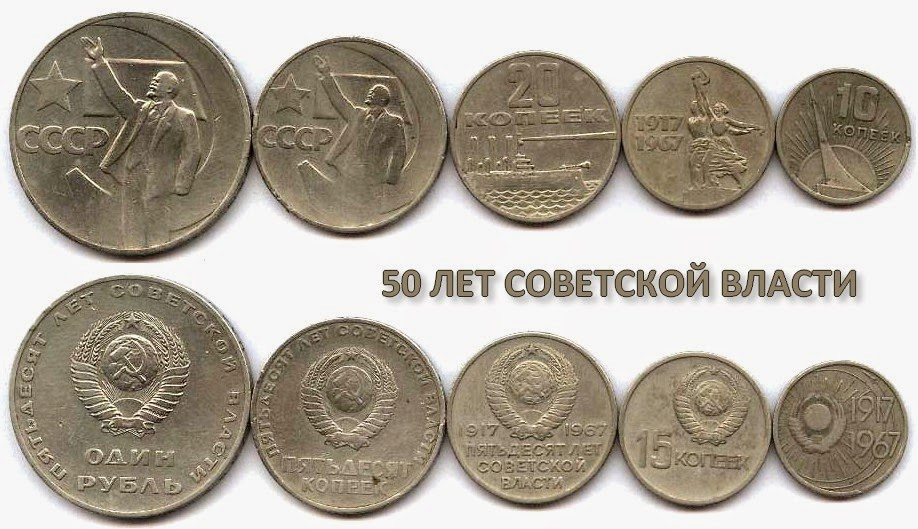 СССР
СССР
20
КОПЕЕК
1917
1967
10
КОПЕЕК
50 ЛЕТ СОВЕТСКОЙ ВЛАСТИ
ПЯТЬДЕСЯТ ЛЕТ СОВЕТСКОЙ ВЛАСТИ
ОДИН
РУБЛЬ
ПЯТЬДЕСЯТ ЛЕТ СОВЕТСКОЙ ВЛАСТИ
ПЯТЬДЕСЯТ
КОПЕЕК
1917 1967
ПЯТЬДЕСЯТ ЛЕТ
СОВЕТСКОЙ
ВЛАСТИ
15 КОПЕЕК
1917
1967